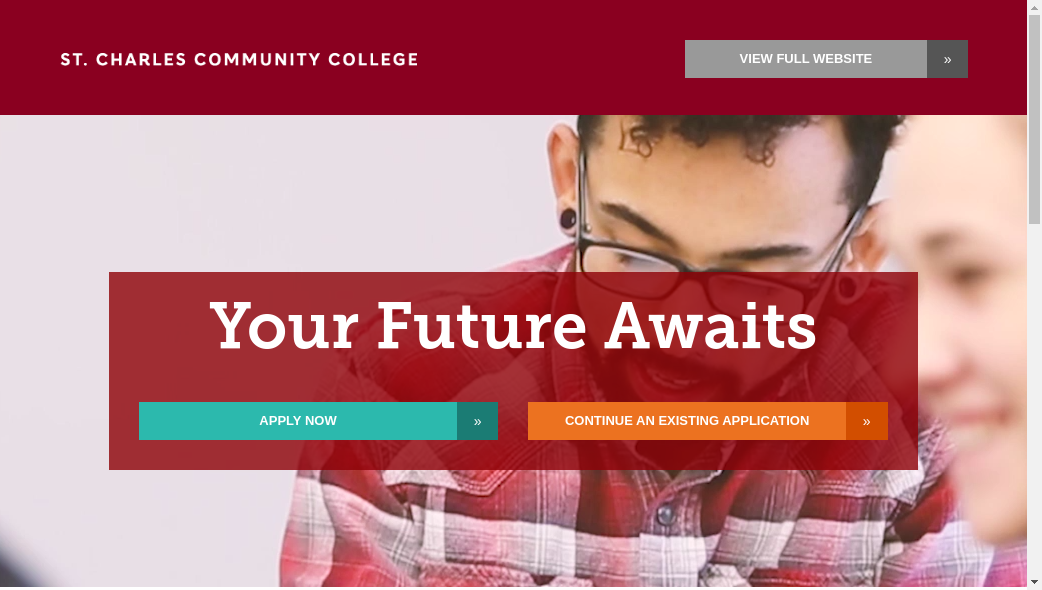 ST. CHARLES COMMUNITY COLLEGE
VIEW FULL WEBSITE »
Your Future Awaits
APPLY NOW »
CONTINUE AN EXISTING APPLICATION »